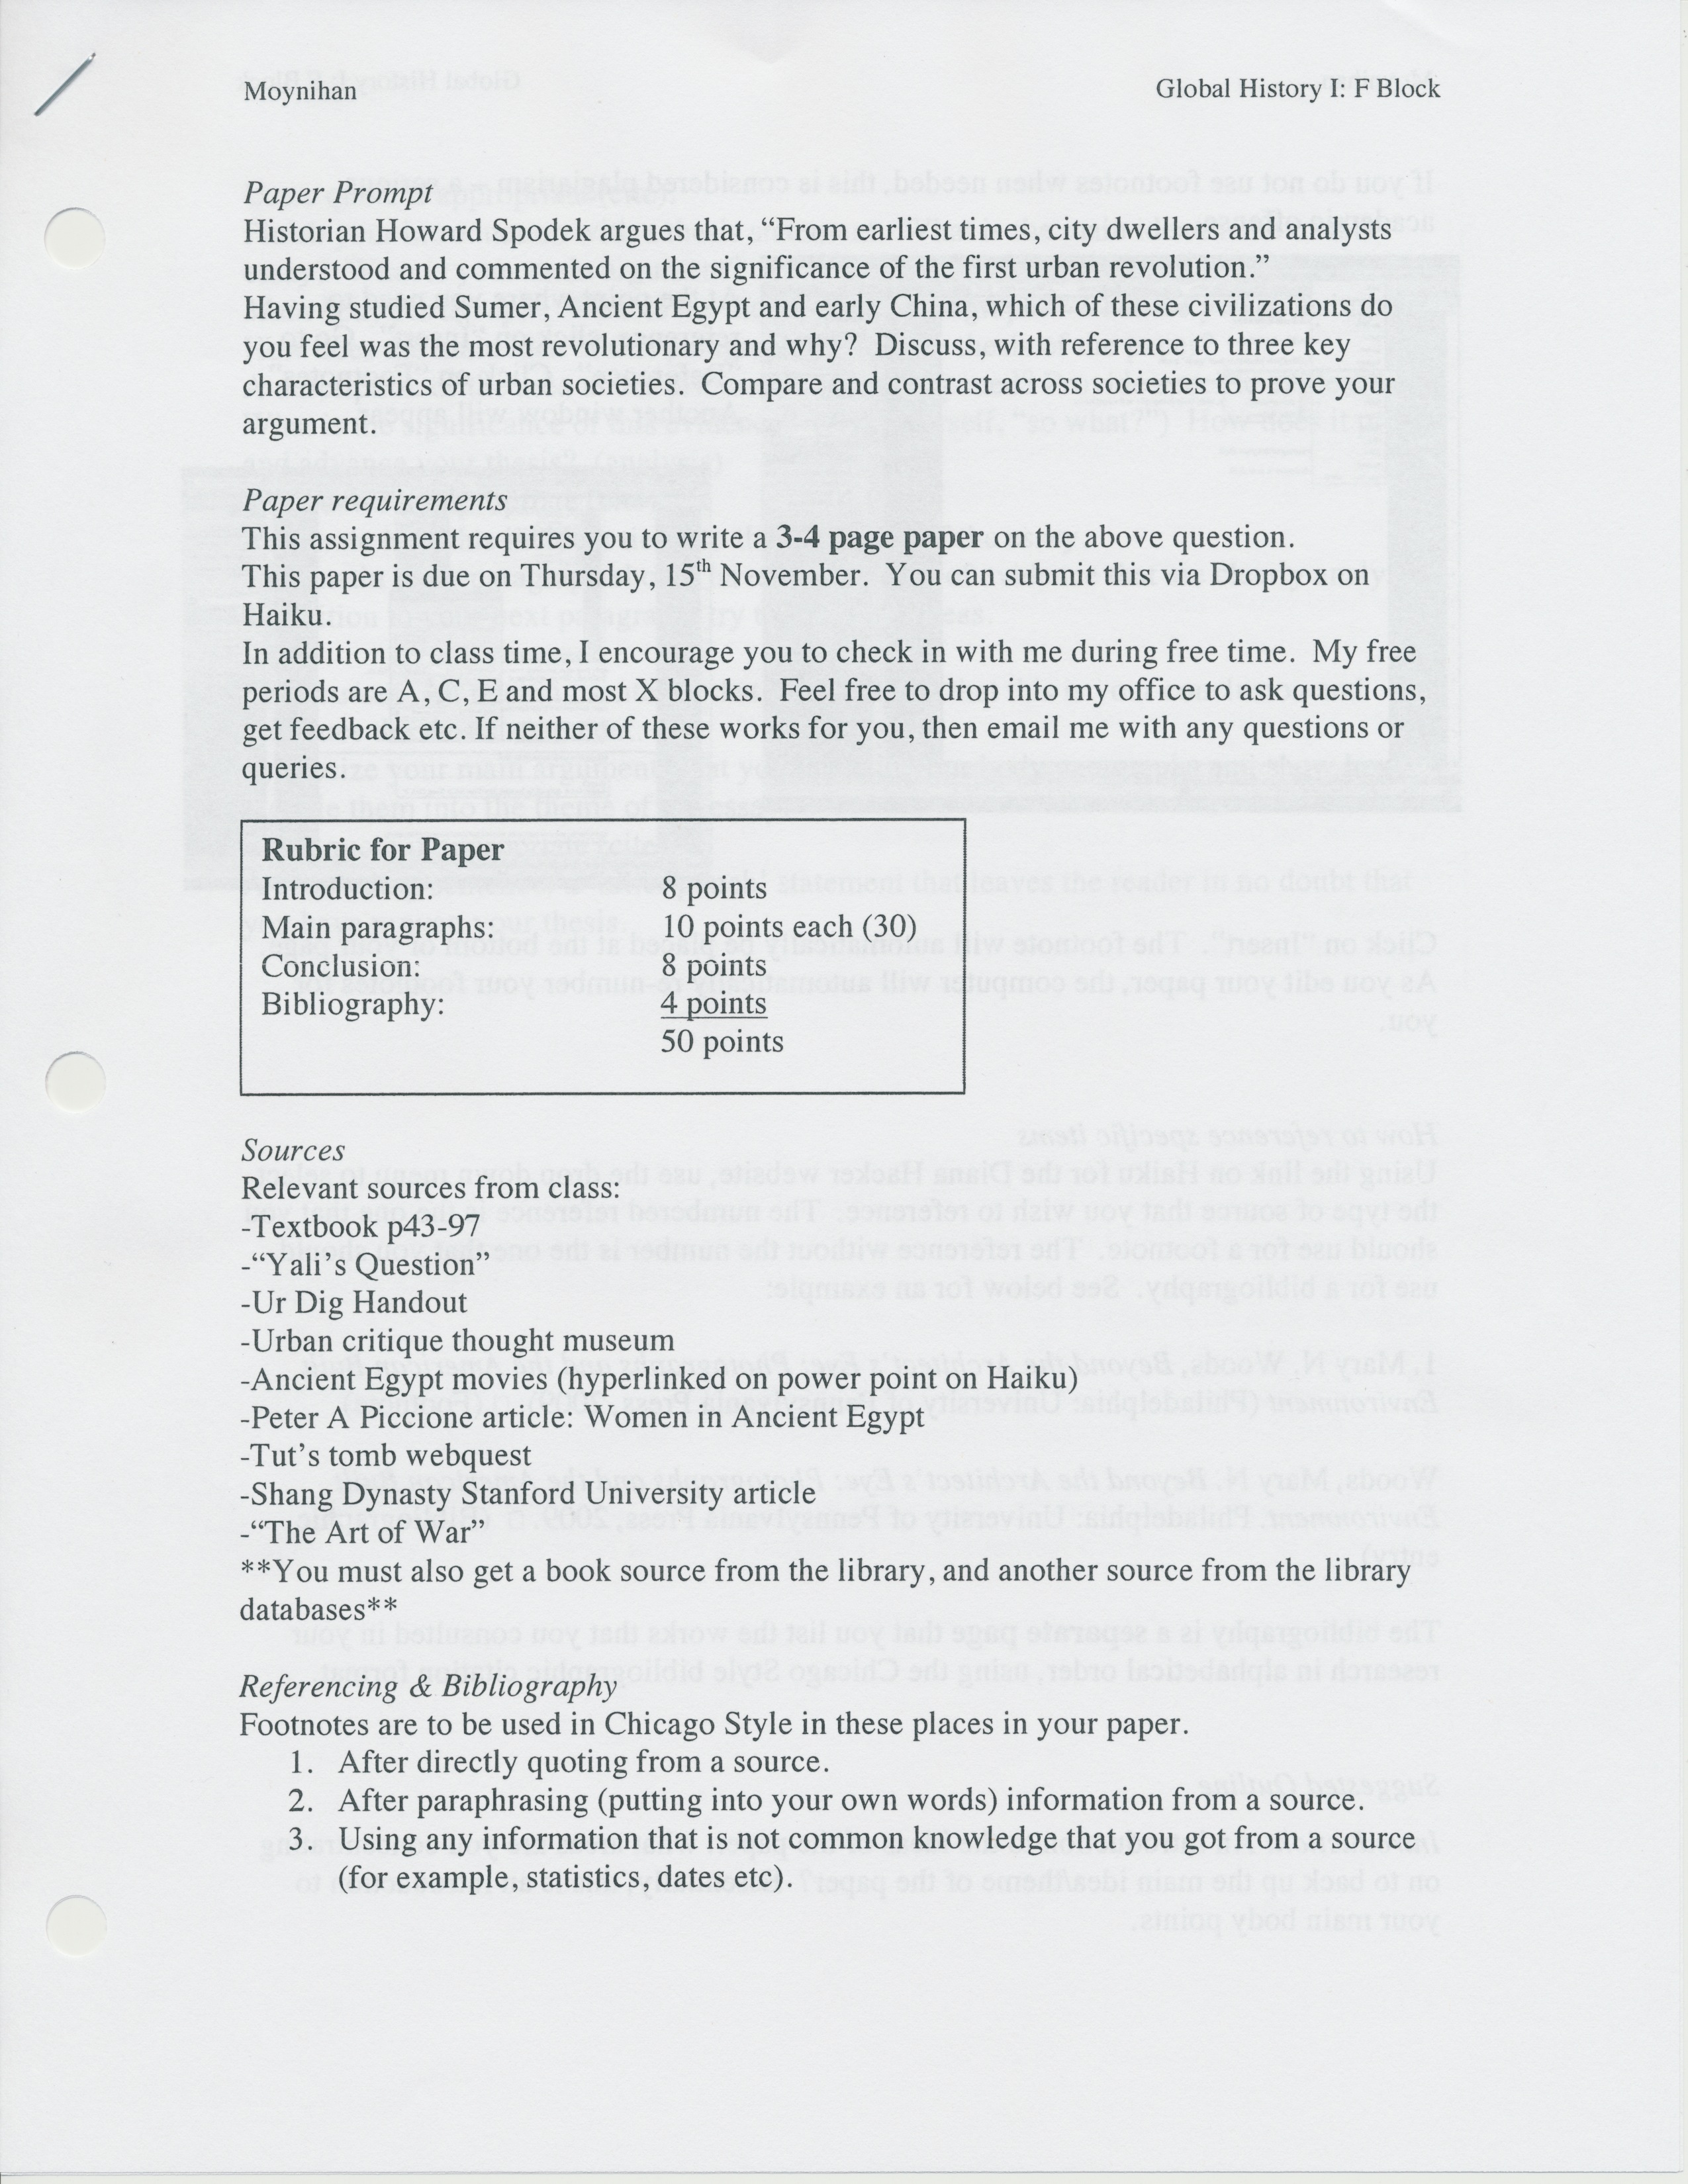 Moynihan Global History I: F Block
Paper Prompt
Historian Howard Spodek argues that, “From earliest times, city dwellers and analysts
understood and commented on the significance of the first urban revolution.”
Having studied Sumer, Ancient Egypt and early China, which of these civilizations do
you feel was the most revolutionary and why? Discuss, with reference to three key
characteristics of urban societies. Compare and contrast across societies to prove your
argument.
Paper requirements
This assignment requires you to write a 3-4 page paper on the above question.
This paper is due on Thursday, 15th November. You can submit this via Dropbox on
Haiku.
In addition to class time, I encourage you to check in with me during free time. My free
periods are A, C, E and most X blocks. Feel free to drop into my office to ask questions,
get feedback etc. If neither of these works for you, then email me with any questions or
queries.
Rubric for Paper
Introduction: 8 points
Main paragraphs: 10 points each (30)
Conclusion: 8 points
Bibliography: 4 points
50 points
Sources
Relevant sources from class:
-Textbook p43-97
-“Yali’s Question”
-Ur Dig Handout
-Urban critique thought museum
-Ancient Egypt movies (hyperlinked on power point on Haiku)
-Peter A Piccione article: Women in Ancient Egypt
-Tut’s tomb webquest
-Shang Dynasty Stanford University article
-“The Art of War”
**You must also get a book source from the library, and another source from the library
databases**
Referencing & Bibliography
Footnotes are to be used in Chicago Style in these places in your paper.
1. After directly quoting from a source.
2. After paraphrasing (putting into your own words) information from a source.
3. Using any information that is not common knowledge that you got from a source
(for example, statistics, dates etc).